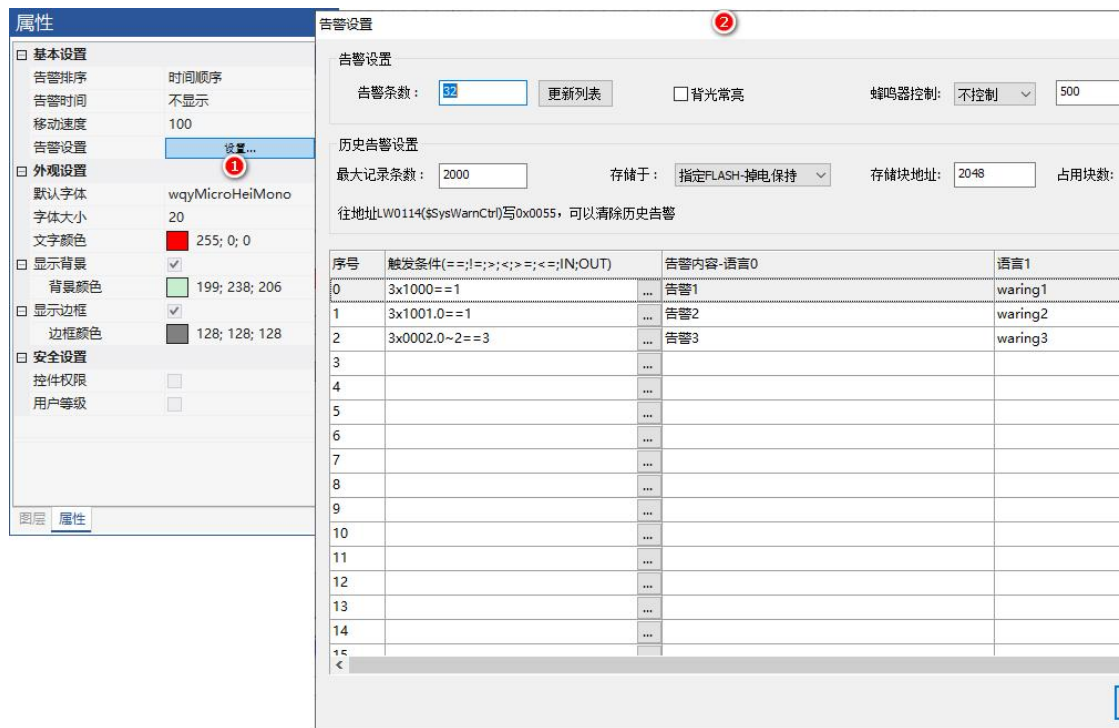 属性
基本设置
告警排序 时间顺序
告警时间 不显示
移动速度 100
告警设置 设置...
1
外观设置
默认字体 wqyMicroHeiMono
字体大小 20
文字颜色 255; 0; 0
显示背景
背景颜色 199; 238; 206
显示边框
边框颜色 128; 128; 128
安全设置
控件权限
用户等级
图层 属性
告警设置 2
告警设置
告警条数： 32 更新列表 背光常亮 蜂鸣器控制: 不控制 500
历史告警设置
最大记录条数： 2000 存储于： 指定FLASH-掉电保持 存储块地址: 2048 占用块数:
往地址LW0114($SysWarnCtrl)写0x0055，可以清除历史告警
序号 触发条件(==;!=;>;<;>=;<=;IN;OUT) 告警内容-语言0 语言1
0 3x1000==1 ... 告警1 waring1
1 3x1001.0==1 ... 告警2 waring2
2 3x0002.0~2==3 ... 告警3 waring3
3 ...
4 ...
5 ...
6 ...
7 ...
8 ...
9 ...
10 ...
11 ...
12 ...
13 ...
14 ...
15